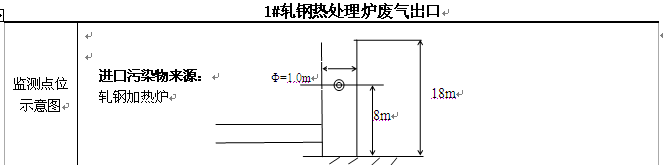 1#轧钢热处理炉废气出口
监测点位
示意图
进口污染物来源：
轧钢加热炉
Φ=1.0m
18m
8m